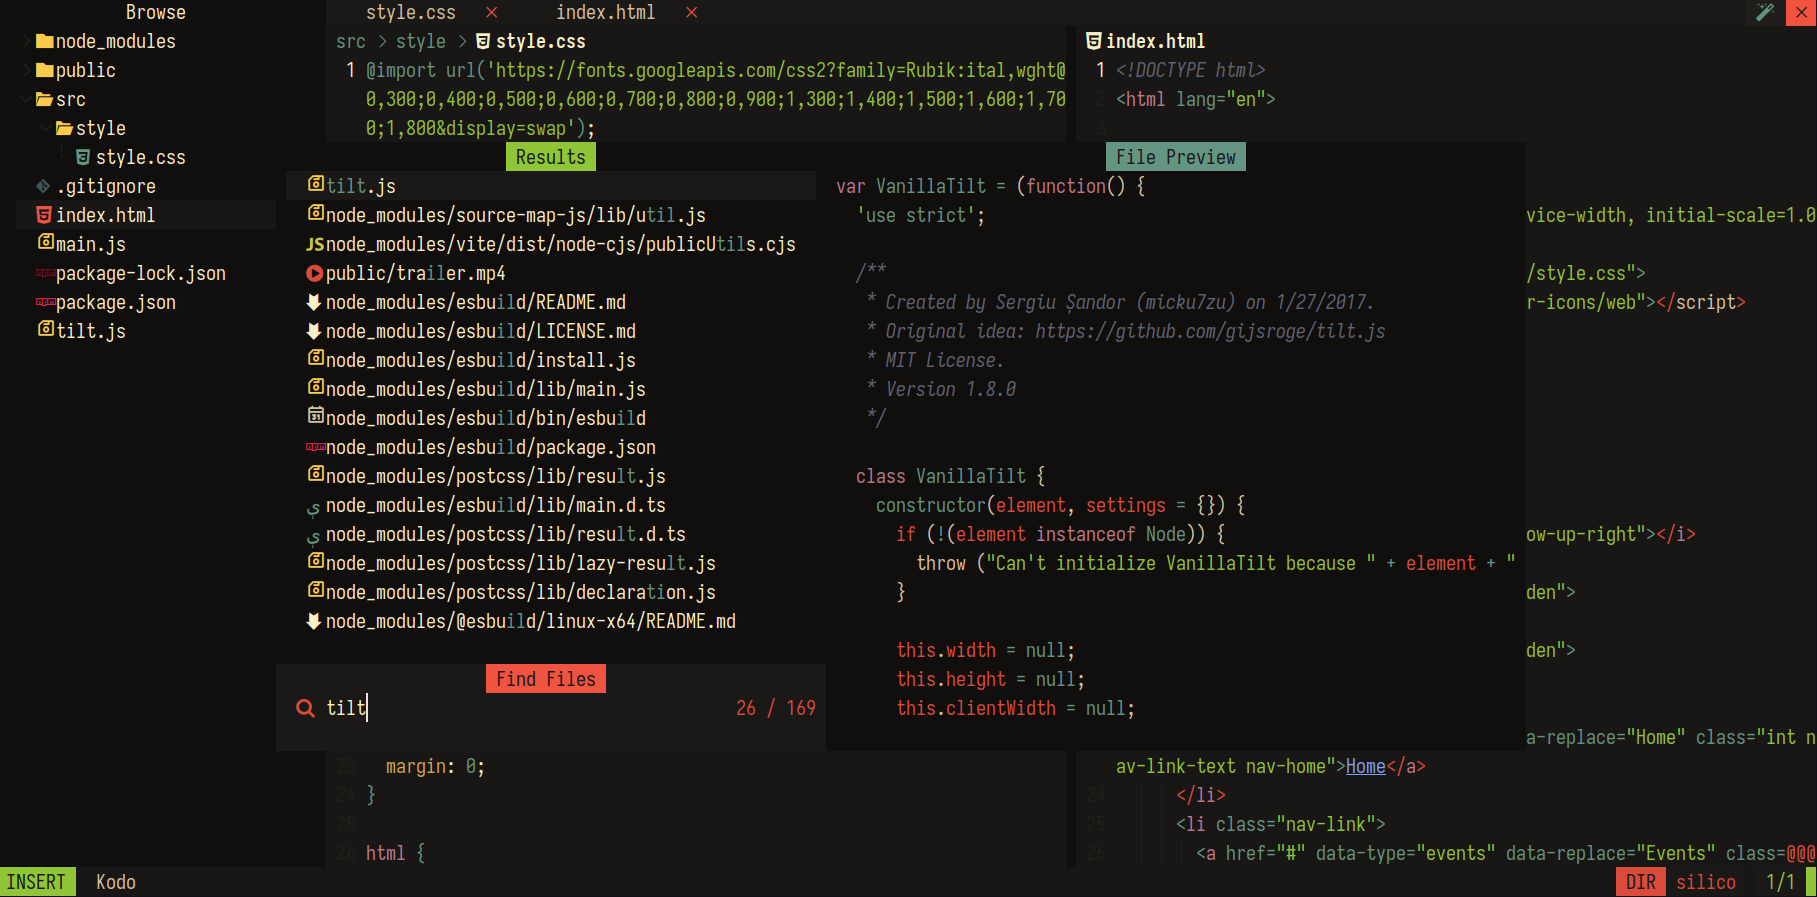 Browse
node_modules
public
src
style
style.css
.gitignore
index.html
main.js
package-lock.json
package.json
tilt.js
style.css ×
index.html ×
×
src > style > style.css
1 @import url('https://fonts.googleapis.com/css2?family=Rubik:ital,wght@
0,300;0,400;0,500;0,600;0,700;0,800;0,900;1,300;1,400;1,500;1,600;1,70
0;1,800&display=swap');
index.html
1 <!DOCTYPE html>
2 <html lang="en">
3
Results
tilt.js
node_modules/source-map-js/lib/util.js
JS node_modules/vite/dist/node-cjs/publicUtils.cjs
public/trailer.mp4
node_modules/esbuild/README.md
node_modules/esbuild/LICENSE.md
node_modules/esbuild/install.js
node_modules/esbuild/lib/main.js
31 node_modules/esbuild/bin/esbuild
node_modules/esbuild/package.json
node_modules/postcss/lib/result.js
node_modules/esbuild/lib/main.d.ts
node_modules/postcss/lib/result.d.ts
node_modules/postcss/lib/lazy-result.js
node_modules/postcss/lib/declaration.js
node_modules/@esbuild/linux-x64/README.md
Find Files
tilt
26 / 169
File Preview
var VanillaTilt = (function() {
'use strict';
/**
* Created by Sergiu Șandor (micku7zu) on 1/27/2017.
* Original idea: https://github.com/gijsroge/tilt.js
* MIT License.
* Version 1.8.0
*/
class VanillaTilt {
constructor(element, settings = {}) {
if (!(element instanceof Node)) {
throw ("Can't initialize VanillaTilt because " + element + "
}
this.width = null;
this.height = null;
this.clientWidth = null;
vice-width, initial-scale=1.0
/style.css">
r-icons/web"></script>
ow-up-right"></i>
den">
den">
a-replace="Home" class="int n
av-link-text nav-home">Home</a>
24 </li>
25 <li class="nav-link">
26 <a href="#" data-type="events" data-replace="Events" class=@@@
23 margin: 0;
24 }
25
26 html {
INSERT Kodo
DIR silico 1/1